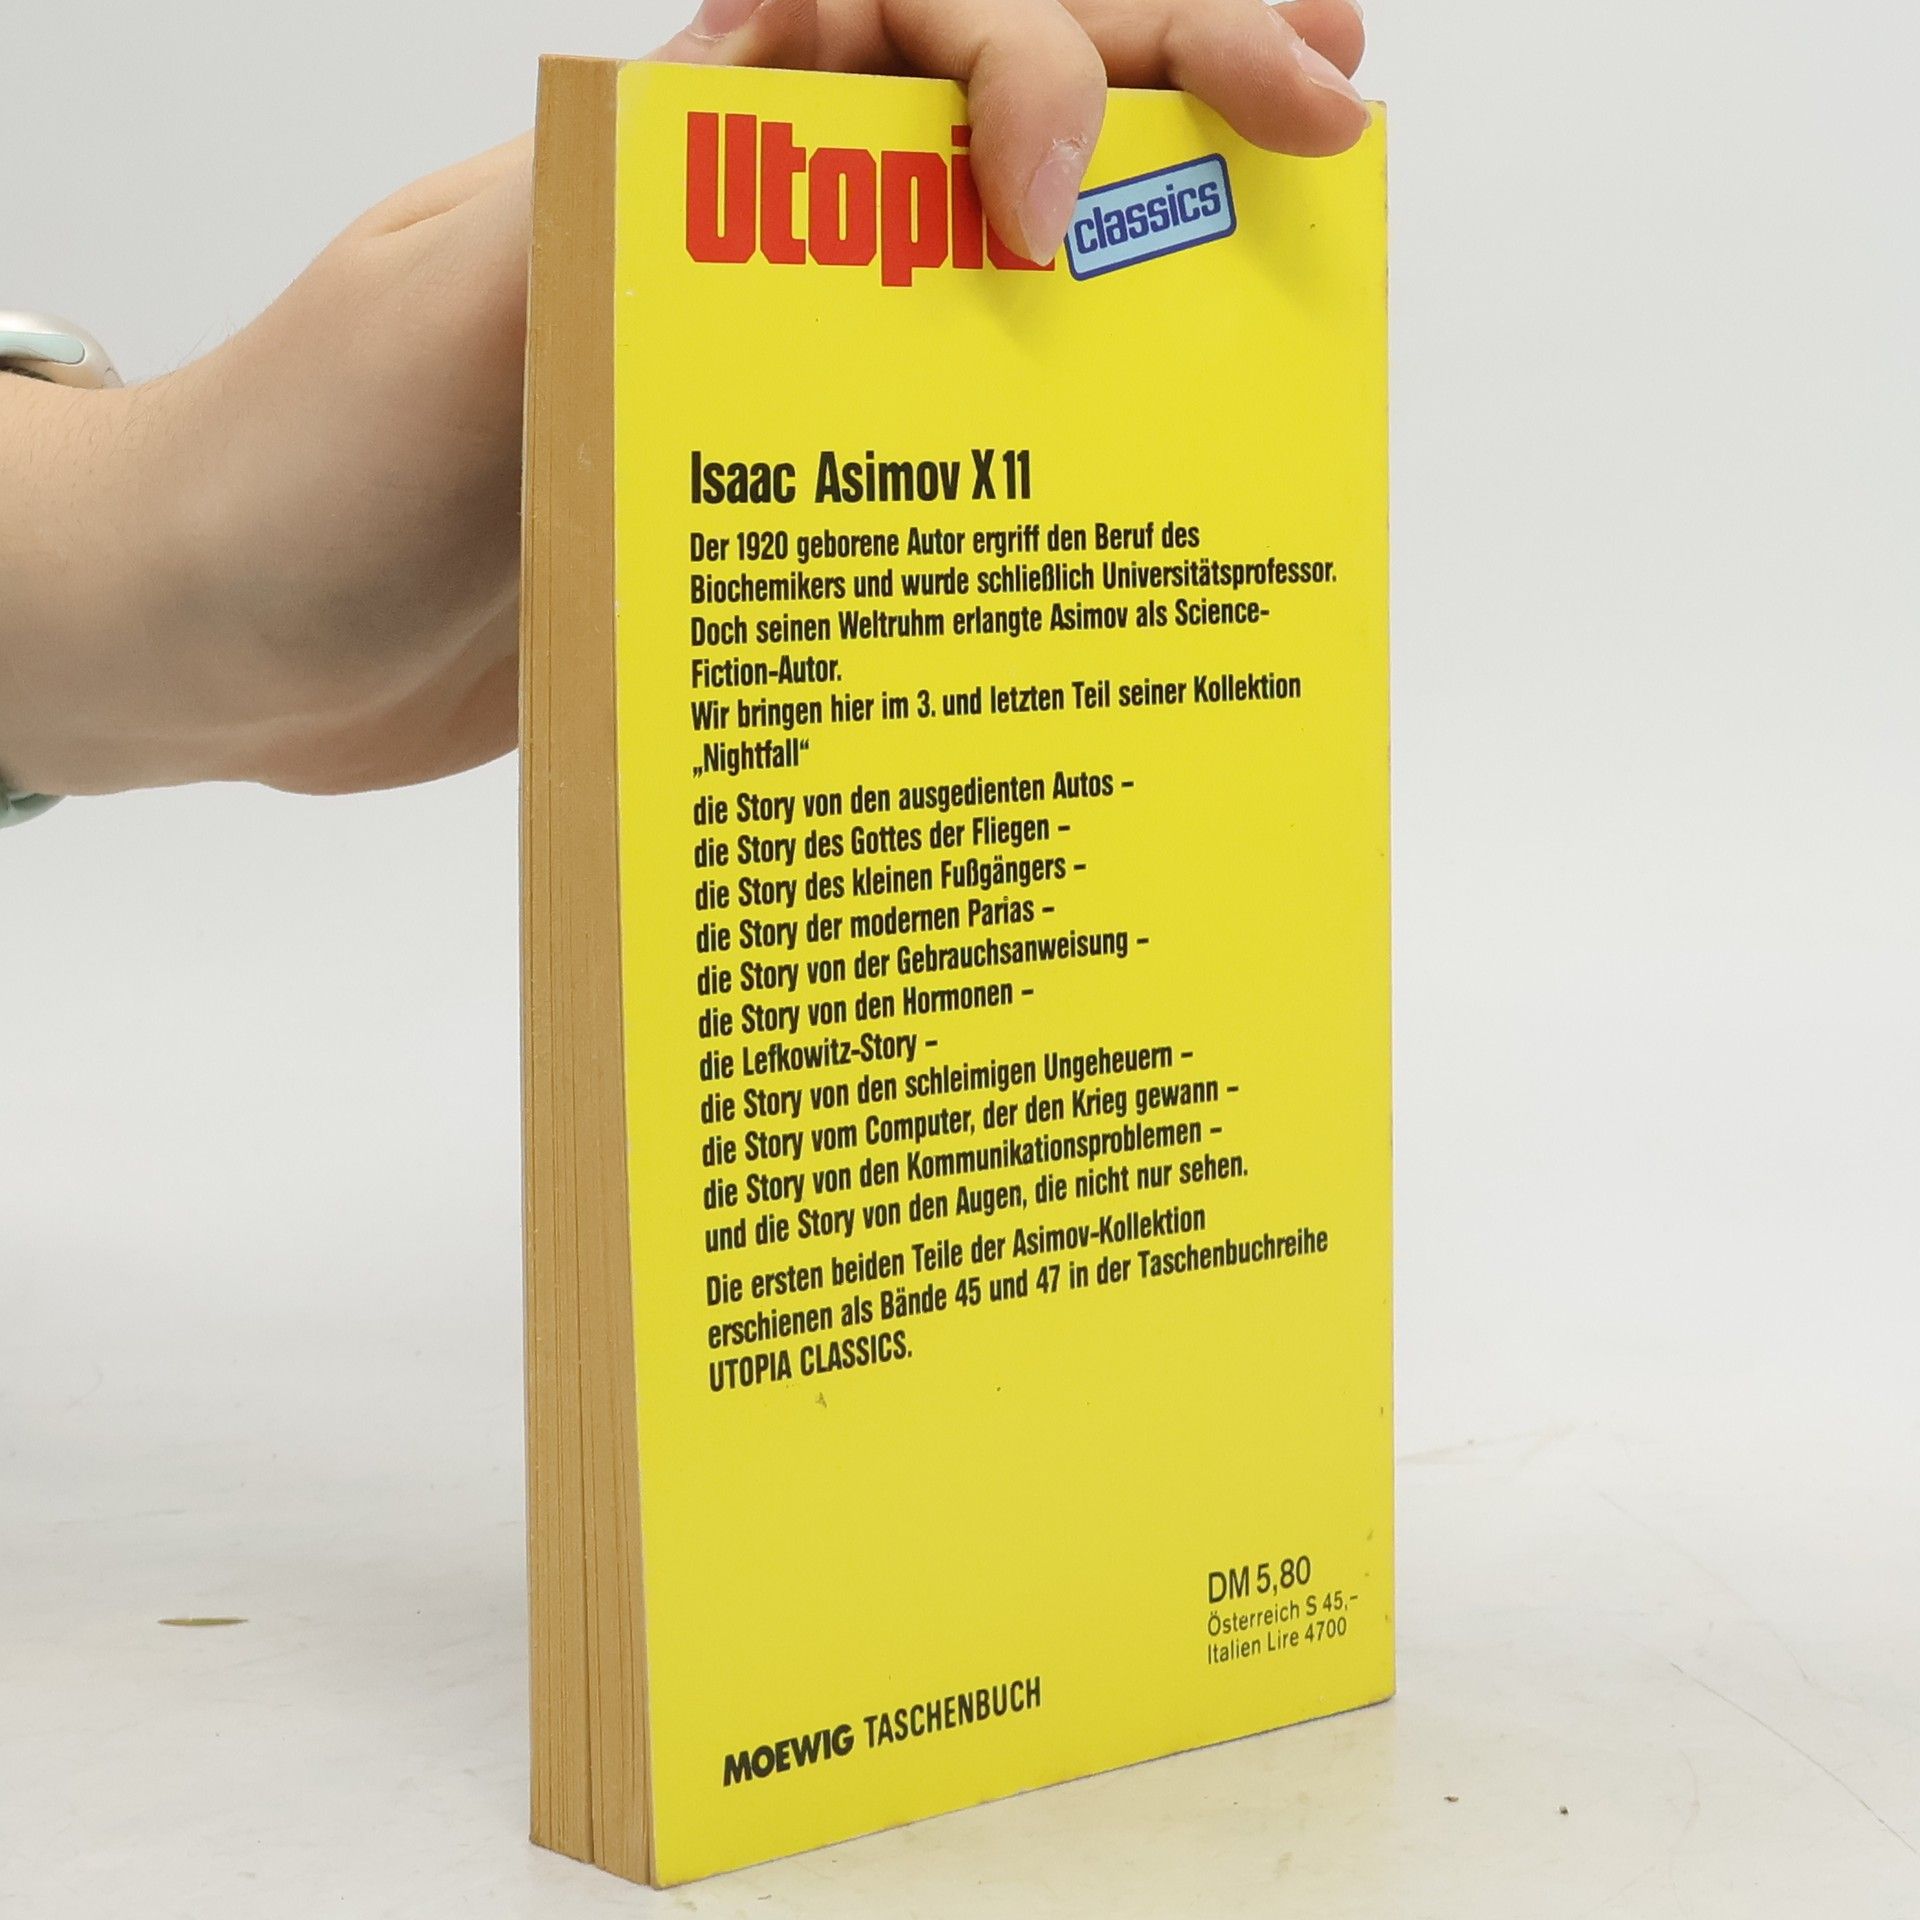 Utopia
classics
Isaac Asimov X 11
Der 1920 geborene Autor ergriff den Beruf des
Biochemikers und wurde schließlich Universitätsprofessor.
Doch seinen Weltruhm erlangte Asimov als Science-
Fiction-Autor.
Wir bringen hier im 3. und letzten Teil seiner Kollektion
„Nightfall“
die Story von den ausgedienten Autos –
die Story des Gottes der Fliegen –
die Story des kleinen Fußgängers –
die Story der modernen Parias –
die Story von der Gebrauchsanweisung –
die Story von den Hormonen –
die Lefkowitz-Story –
die Story von den schleimigen Ungeheuern –
die Story vom Computer, der den Krieg gewann –
die Story von den Kommunikationsproblemen –
und die Story von den Augen, die nicht nur sehen.
Die ersten beiden Teile der Asimov-Kollektion
erschienen als Bände 45 und 47 in der Taschenbuchreihe
UTOPIA CLASSICS.
DM 5,80
Österreich S 45,–
Italien Lire 4700
MOEWIG TASCHENBUCH